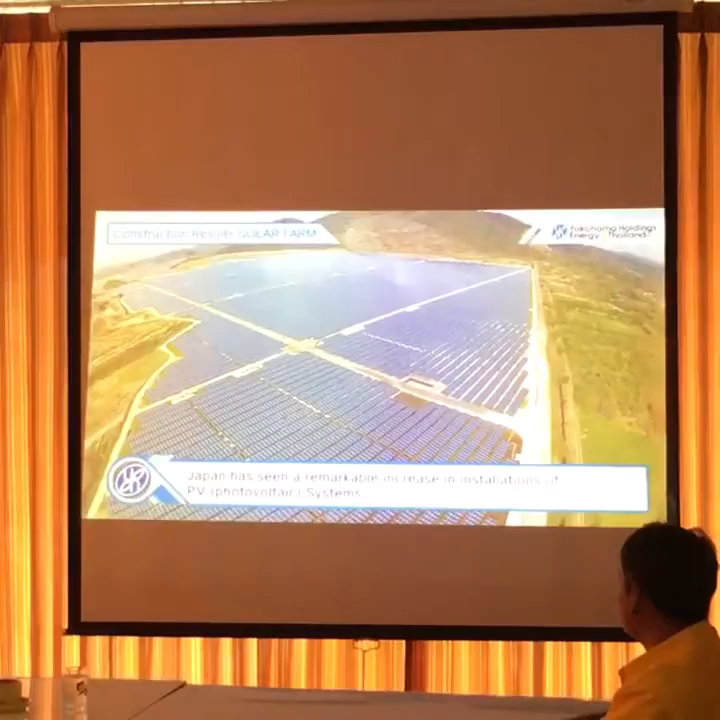 Construction Result: SOLAR FARM
Yokohama Holdings
Energy Thailand
Japan has seen a remarkable increase in installations of
PV (photovoltaic) Systems